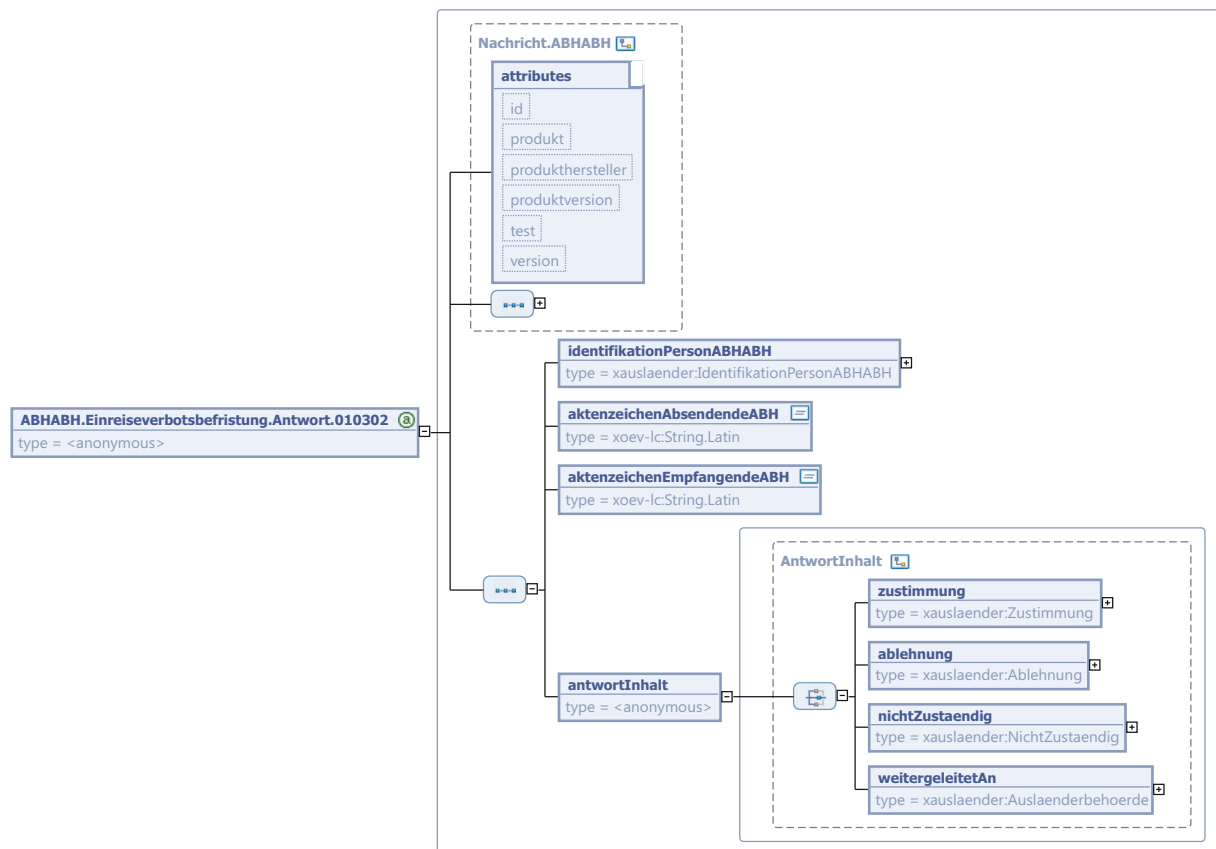 Nachricht.ABHABH
attributes
id
produkt
produkthersteller
produktversion
test
version
identifikationPersonABHABH
type = xauslaender:IdentifikationPersonABHABH
ABHABH.Einreiseverbotsbefristung.Antwort.010302
type = <anonymous>
aktenzeichenAbsendendeABH
type = xoev-lc:String.Latin
aktenzeichenEmpfangendeABH
type = xoev-lc:String.Latin
antwortInhalt
type = <anonymous>
AntwortInhalt
zustimmung
type = xauslaender:Zustimmung
ablehnung
type = xauslaender:Ablehnung
nichtZustaendig
type = xauslaender:NichtZustaendig
weitergeleitetAn
type = xauslaender:Auslaenderbehoerde